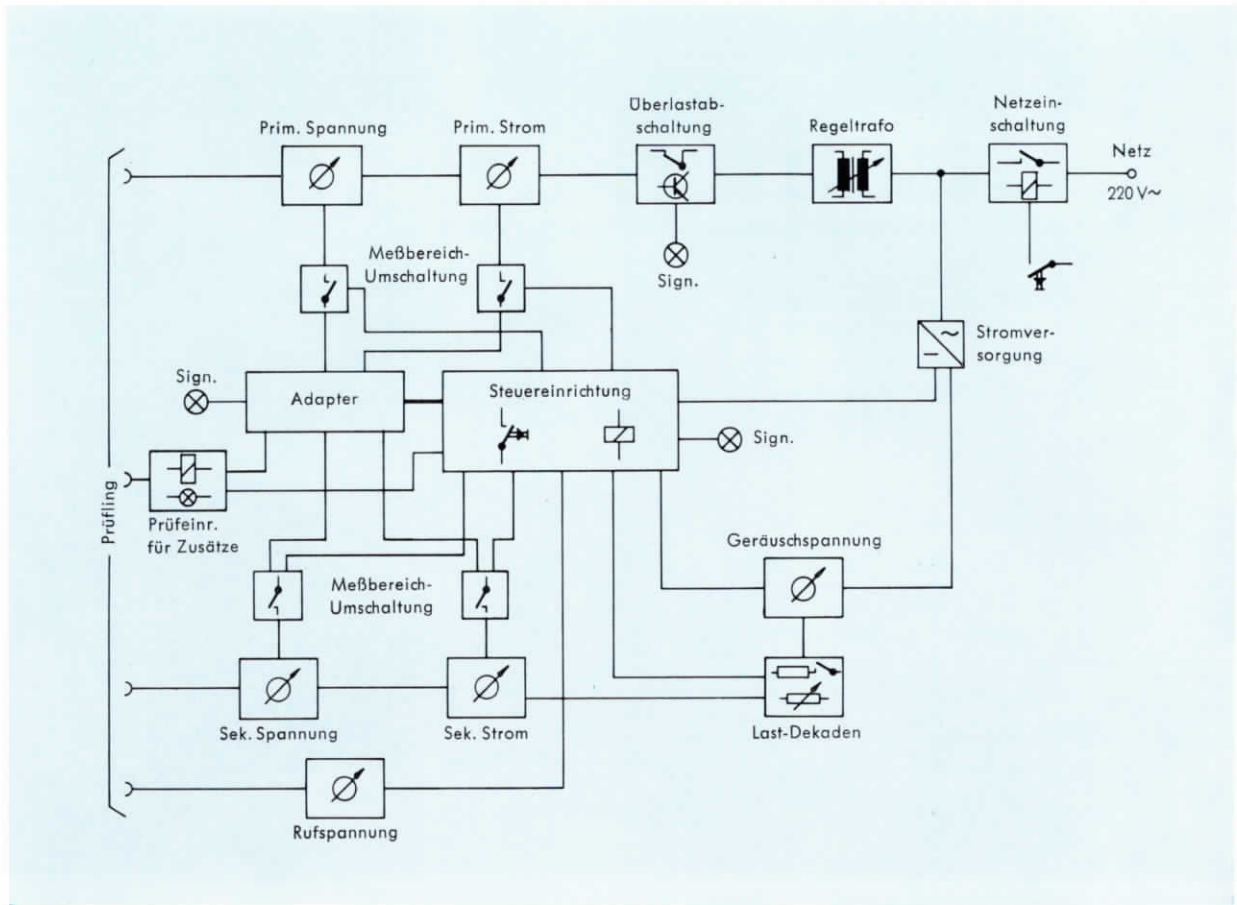 Prim. Spannung
Prim. Strom
Überlastab-
schaltung
Regeltrafo
Netzein-
schaltung
Netz
220 V~
Sign.
Meßbereich-
Umschaltung
Stromver-
sorgung
Sign.
Adapter
Steuereinrichtung
Sign.
Prüfling
Prüfeinr.
für Zusätze
Geräuschspannung
Meßbereich-
Umschaltung
Sek. Spannung
Sek. Strom
Last-Dekaden
Rufspannung